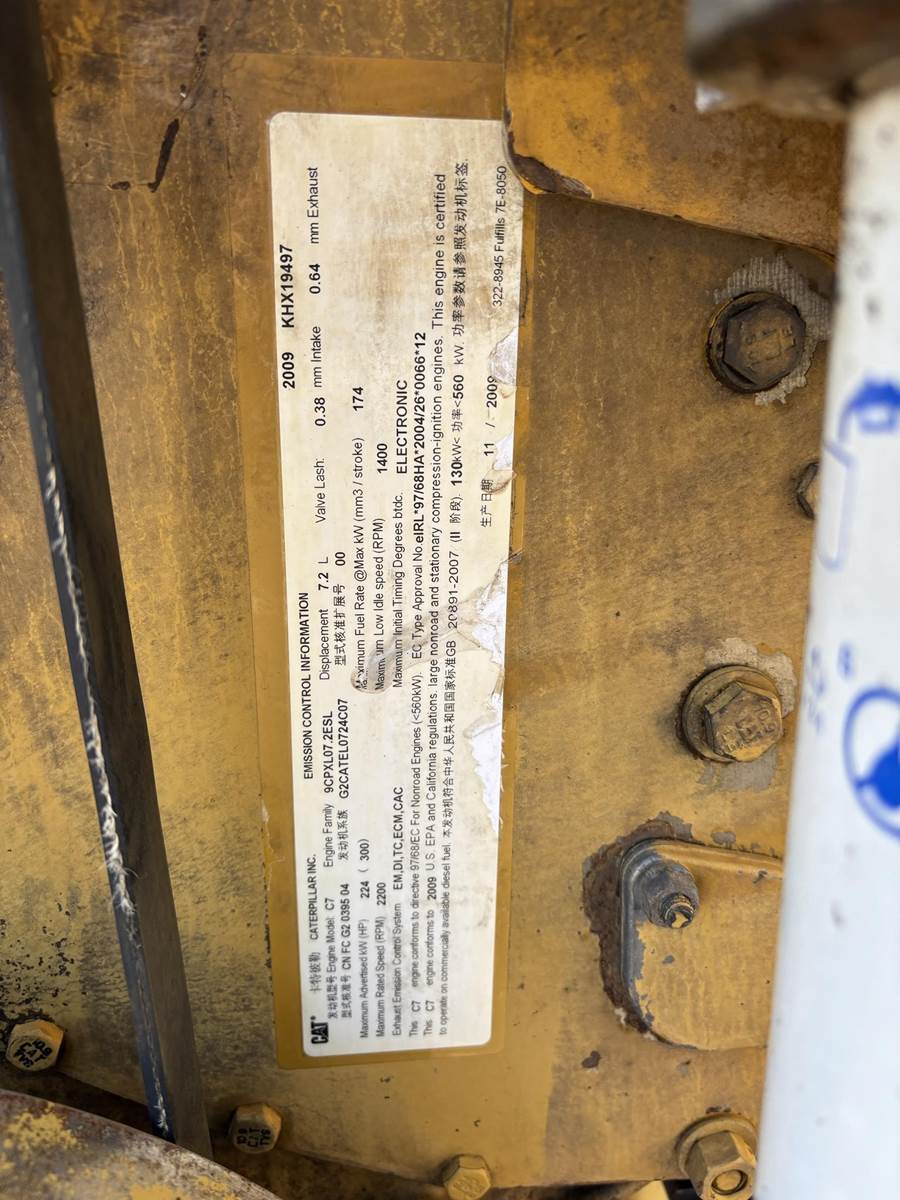 2009 KHX19497
EMISSION CONTROL INFORMATION
CAT® 卡特彼勒 CATERPILLAR INC.
发动机型号 Engine Model: C7 Engine Family 9CPXL07.2ESL Displacement 7.2 L Valve Lash: 0.38 mm Intake 0.64 mm Exhaust
型式核准号 CN FC G2 0395 04 发动机系族 G2CATEL0724C07 型式核准扩展号 00
Maximum Advertised kW (HP) 224 ( 300) Maximum Fuel Rate @Max kW (mm3 / stroke) 174
Maximum Rated Speed (RPM) 2200 Maximum Low Idle speed (RPM) 1400
Exhaust Emission Control System EM,DI,TC,ECM,CAC Maximum Initial Timing Degrees btdc. ELECTRONIC
This C7 engine conforms to directive 97/68/EC For Nonroad Engines (<560kW). EC Type Approval No.eIRL*97/68HA*2004/26*0066*12
This C7 engine conforms to 2009 U.S. EPA and California regulations. large nonroad and stationary compression-ignition engines. This engine is certified
to operate on commercially available diesel fuel. 本发动机符合中华人民共和国国家标准GB 20891-2007 (II 阶段). 130kW< 功率<560 kW. 功率参数请参照发动机标签.
生产日期 11 / 2009
322-8945 Fulfills 7E-8050
10.9
CAT
10.9
CAT